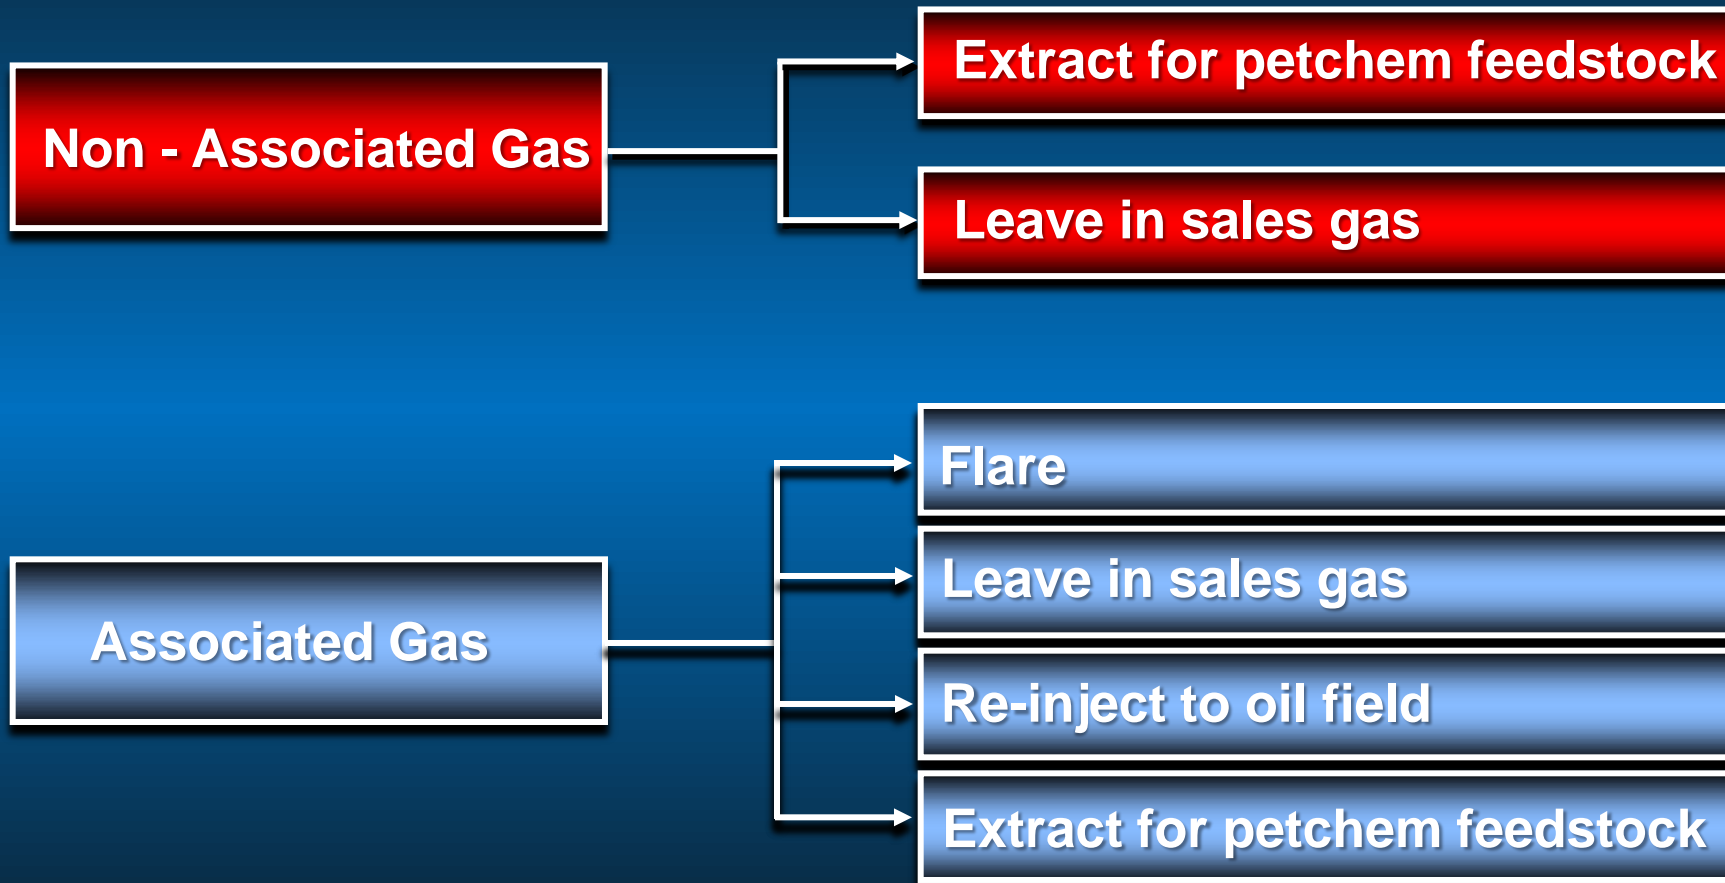 Non - Associated Gas
Extract for petchem feedstock
Leave in sales gas
Associated Gas
Flare
Leave in sales gas
Re-inject to oil field
Extract for petchem feedstock